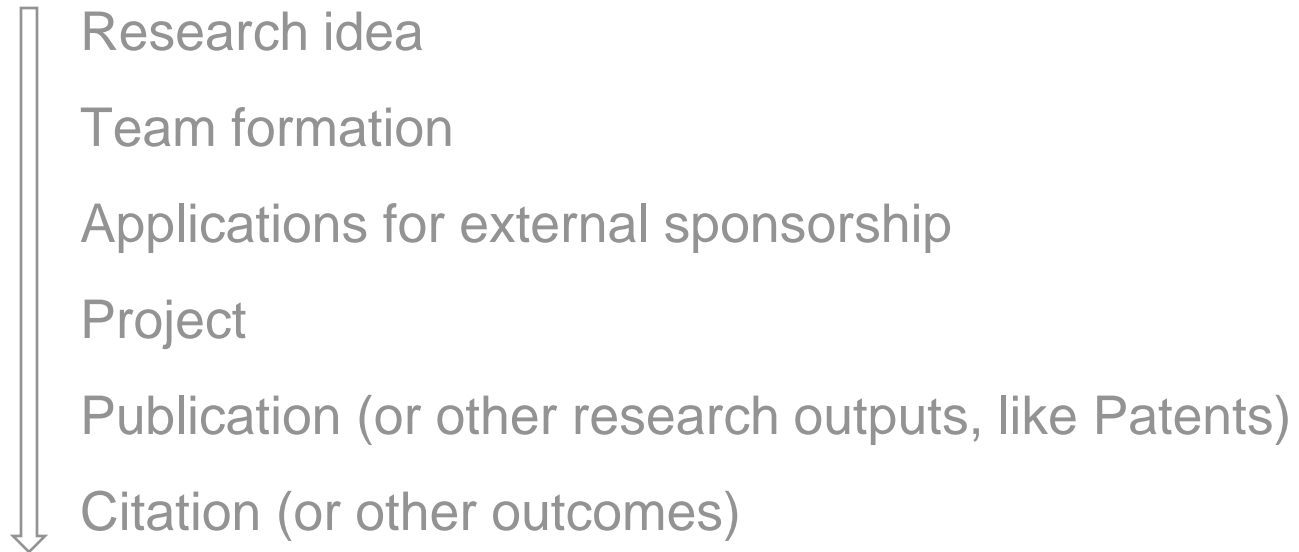 Research idea
Team formation
Applications for external sponsorship
Project
Publication (or other research outputs, like Patents)
Citation (or other outcomes)